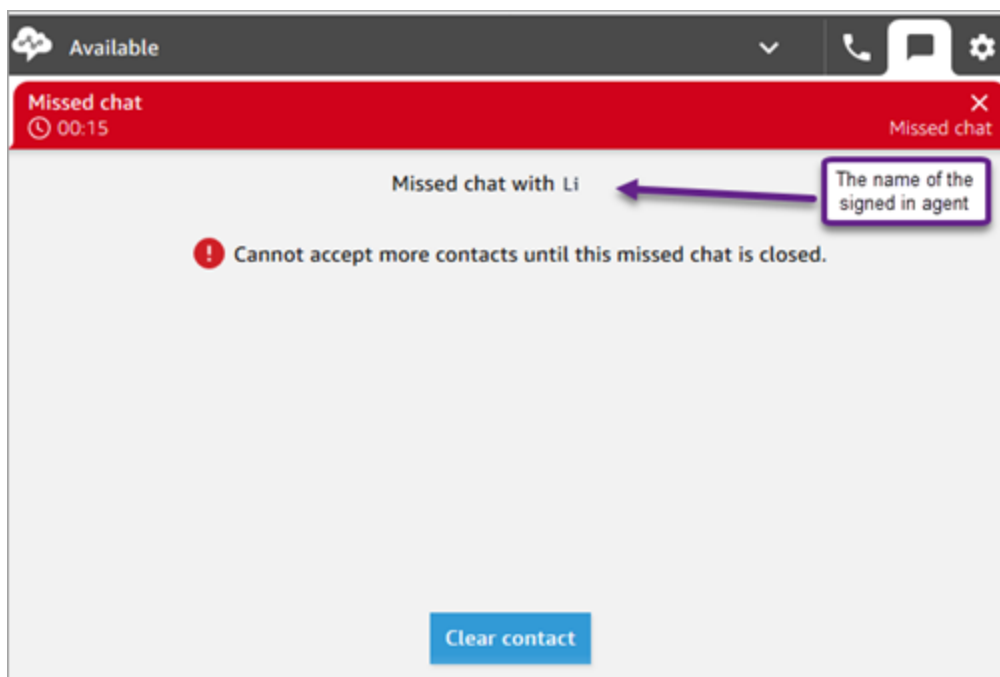 Available
Missed chat
00:15
Missed chat
Missed chat with Li
The name of the
signed in agent
Cannot accept more contacts until this missed chat is closed.
Clear contact